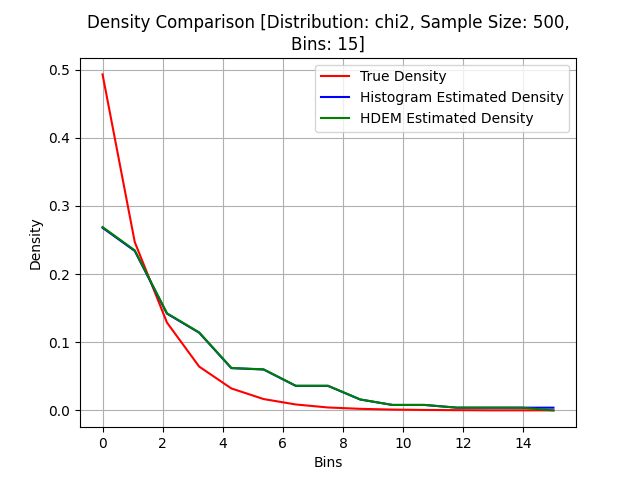 Density Comparison [Distribution: chi2, Sample Size: 500,
Bins: 15]
True Density
Histogram Estimated Density
HDEM Estimated Density
Density
0.5
0.4
0.3
0.2
0.1
0.0
0 2 4 6 8 10 12 14
Bins